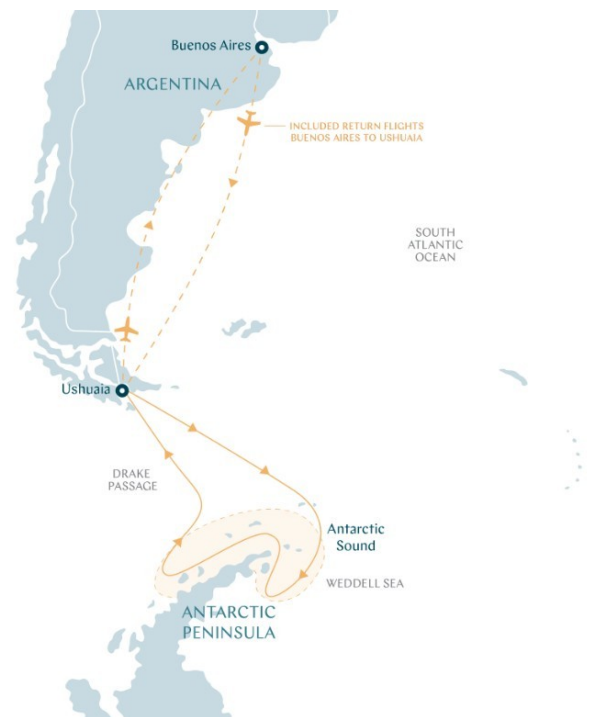 Buenos Aires
ARGENTINA
INCLUDED RETURN FLIGHTS
BUENOS AIRES TO USHUAIA
SOUTH
ATLANTIC
OCEAN
Ushuaia
DRAKE
PASSAGE
Antarctic
Sound
WEDDELL SEA
ANTARCTIC
PENINSULA